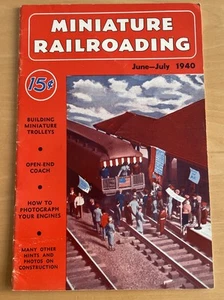 MINIATURE
RAILROADING
June—July 1940
15¢
BUILDING
MINIATURE
TROLLEYS
OPEN-END
COACH
HOW TO
PHOTOGRAPH
YOUR ENGINES
MANY OTHER
HINTS AND
PHOTOS ON
CONSTRUCTION